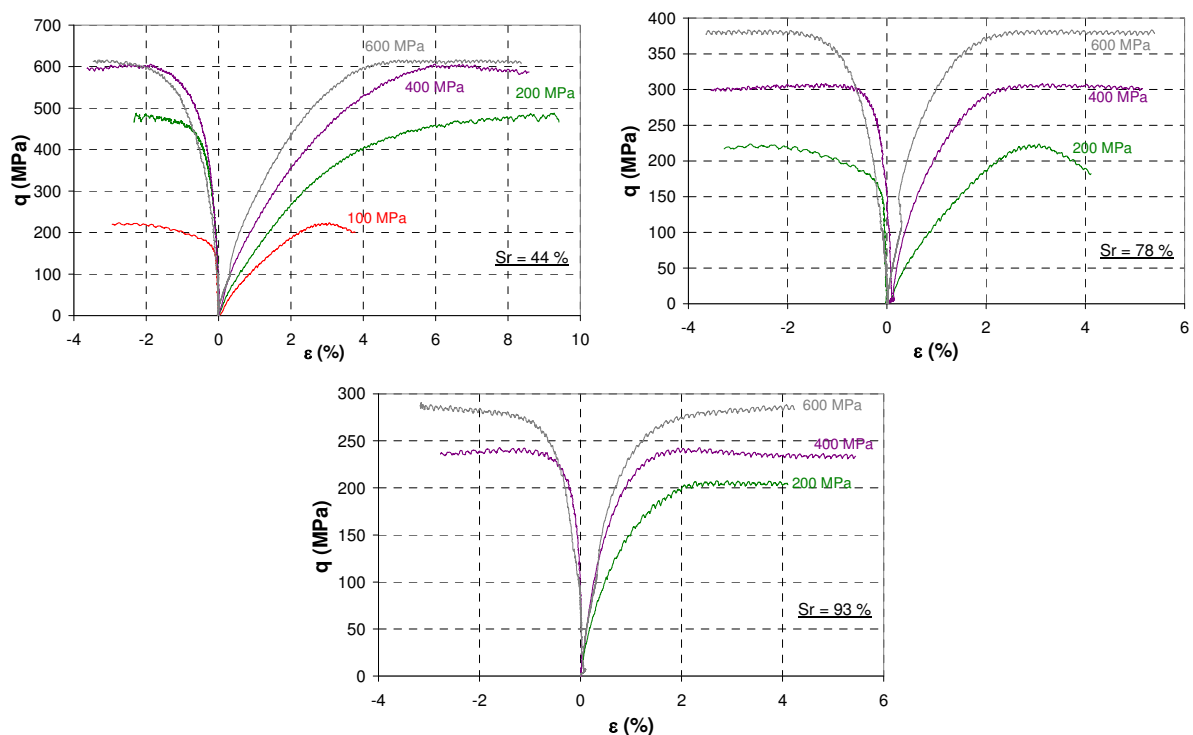 700
600
500
400
300
200
100
0
q (MPa)
-4 -2 0 2 4 6 8 10
ε (%)
600 MPa
400 MPa
200 MPa
100 MPa
Sr = 44 %
400
350
300
250
200
150
100
50
0
q (MPa)
-4 -2 0 2 4 6
ε (%)
600 MPa
400 MPa
200 MPa
Sr = 78 %
300
250
200
150
100
50
0
q (MPa)
-4 -2 0 2 4 6
ε (%)
600 MPa
400 MPa
200 MPa
Sr = 93 %